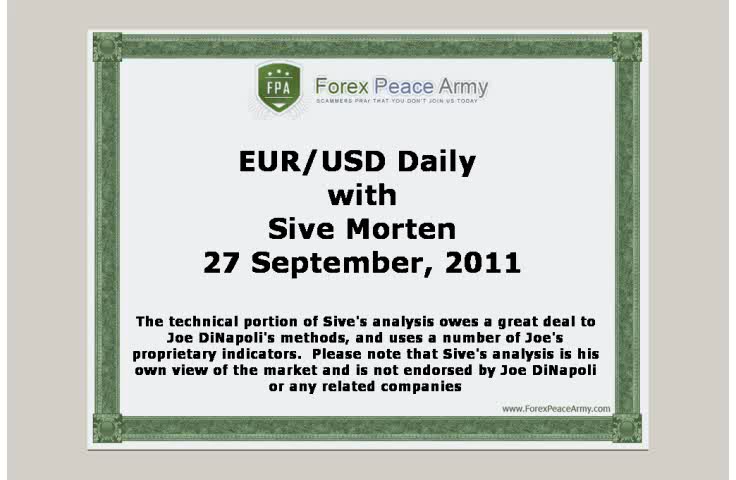 FPA
Forex Peace Army
SCAMMERS PRAY THAT YOU DON'T JOIN US TODAY
EUR/USD Daily
with
Sive Morten
27 September, 2011
The technical portion of Sive's analysis owes a great deal to
Joe DiNapoli's methods, and uses a number of Joe's
proprietary indicators. Please note that Sive's analysis is his
own view of the market and is not endorsed by Joe DiNapoli
or any related companies
www.ForexPeaceArmy.com